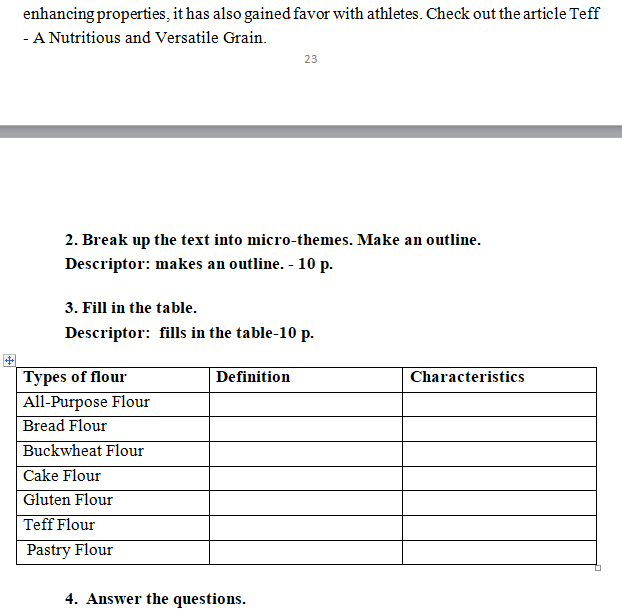 enhancing properties, it has also gained favor with athletes. Check out the article Teff
- A Nutritious and Versatile Grain.
23
2. Break up the text into micro-themes. Make an outline.
Descriptor: makes an outline. - 10 p.
3. Fill in the table.
Descriptor:  fills in the table-10 p.
Types of flour Definition Characteristics
All-Purpose Flour
Bread Flour
Buckwheat Flour
Cake Flour
Gluten Flour
Teff Flour
Pastry Flour
4.  Answer the questions.